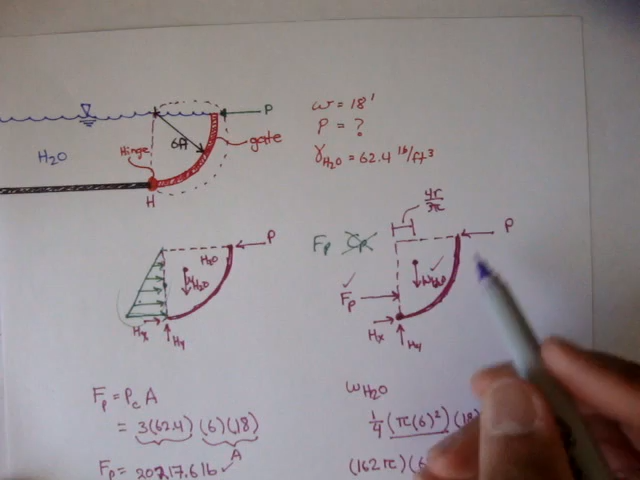 P
6ft
gate
H2O
Hinge
H
w = 18'
P = ?
γH2O = 62.4 lb/ft³
P
H2O
WH2O
Hx
Hy
4r/3π
Fp
P
Fp
WH2O
Hx
Hy
Fp = Pc A
= 3(62.4) (6)(18)
A
Fp = 20217.6 lb ✓
WH2O
1/4 (π(6)²)(18)
(162π)(6